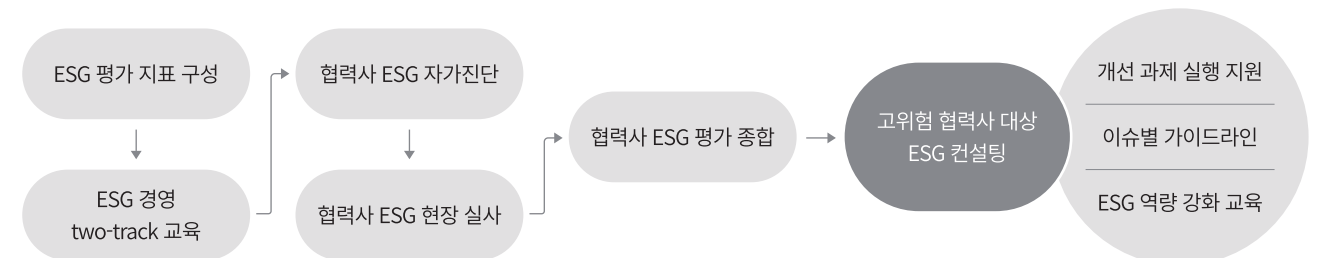 ESG 평가 지표 구성
ESG 경영
two-track 교육
협력사 ESG 자가진단
협력사 ESG 현장 실사
협력사 ESG 평가 종합
고위험 협력사 대상
ESG 컨설팅
개선 과제 실행 지원
이슈별 가이드라인
ESG 역량 강화 교육